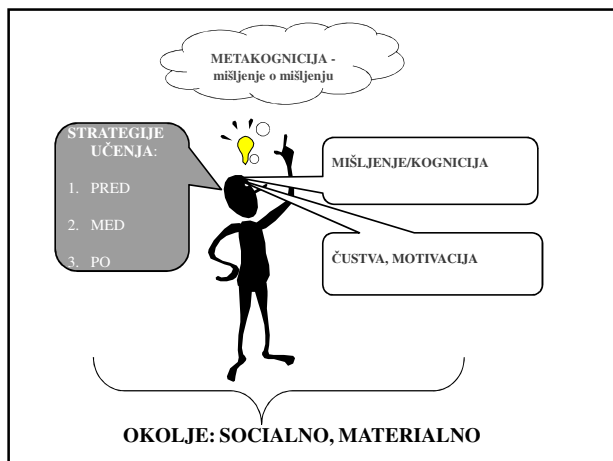 METAKOGNICIJA -
mišljenje o mišljenju
STRATEGIJE
UČENJA:
1. PRED
2. MED
3. PO
MIŠLJENJE/KOGNICIJA
ČUSTVA, MOTIVACIJA
OKOLJE: SOCIALNO, MATERIALNO